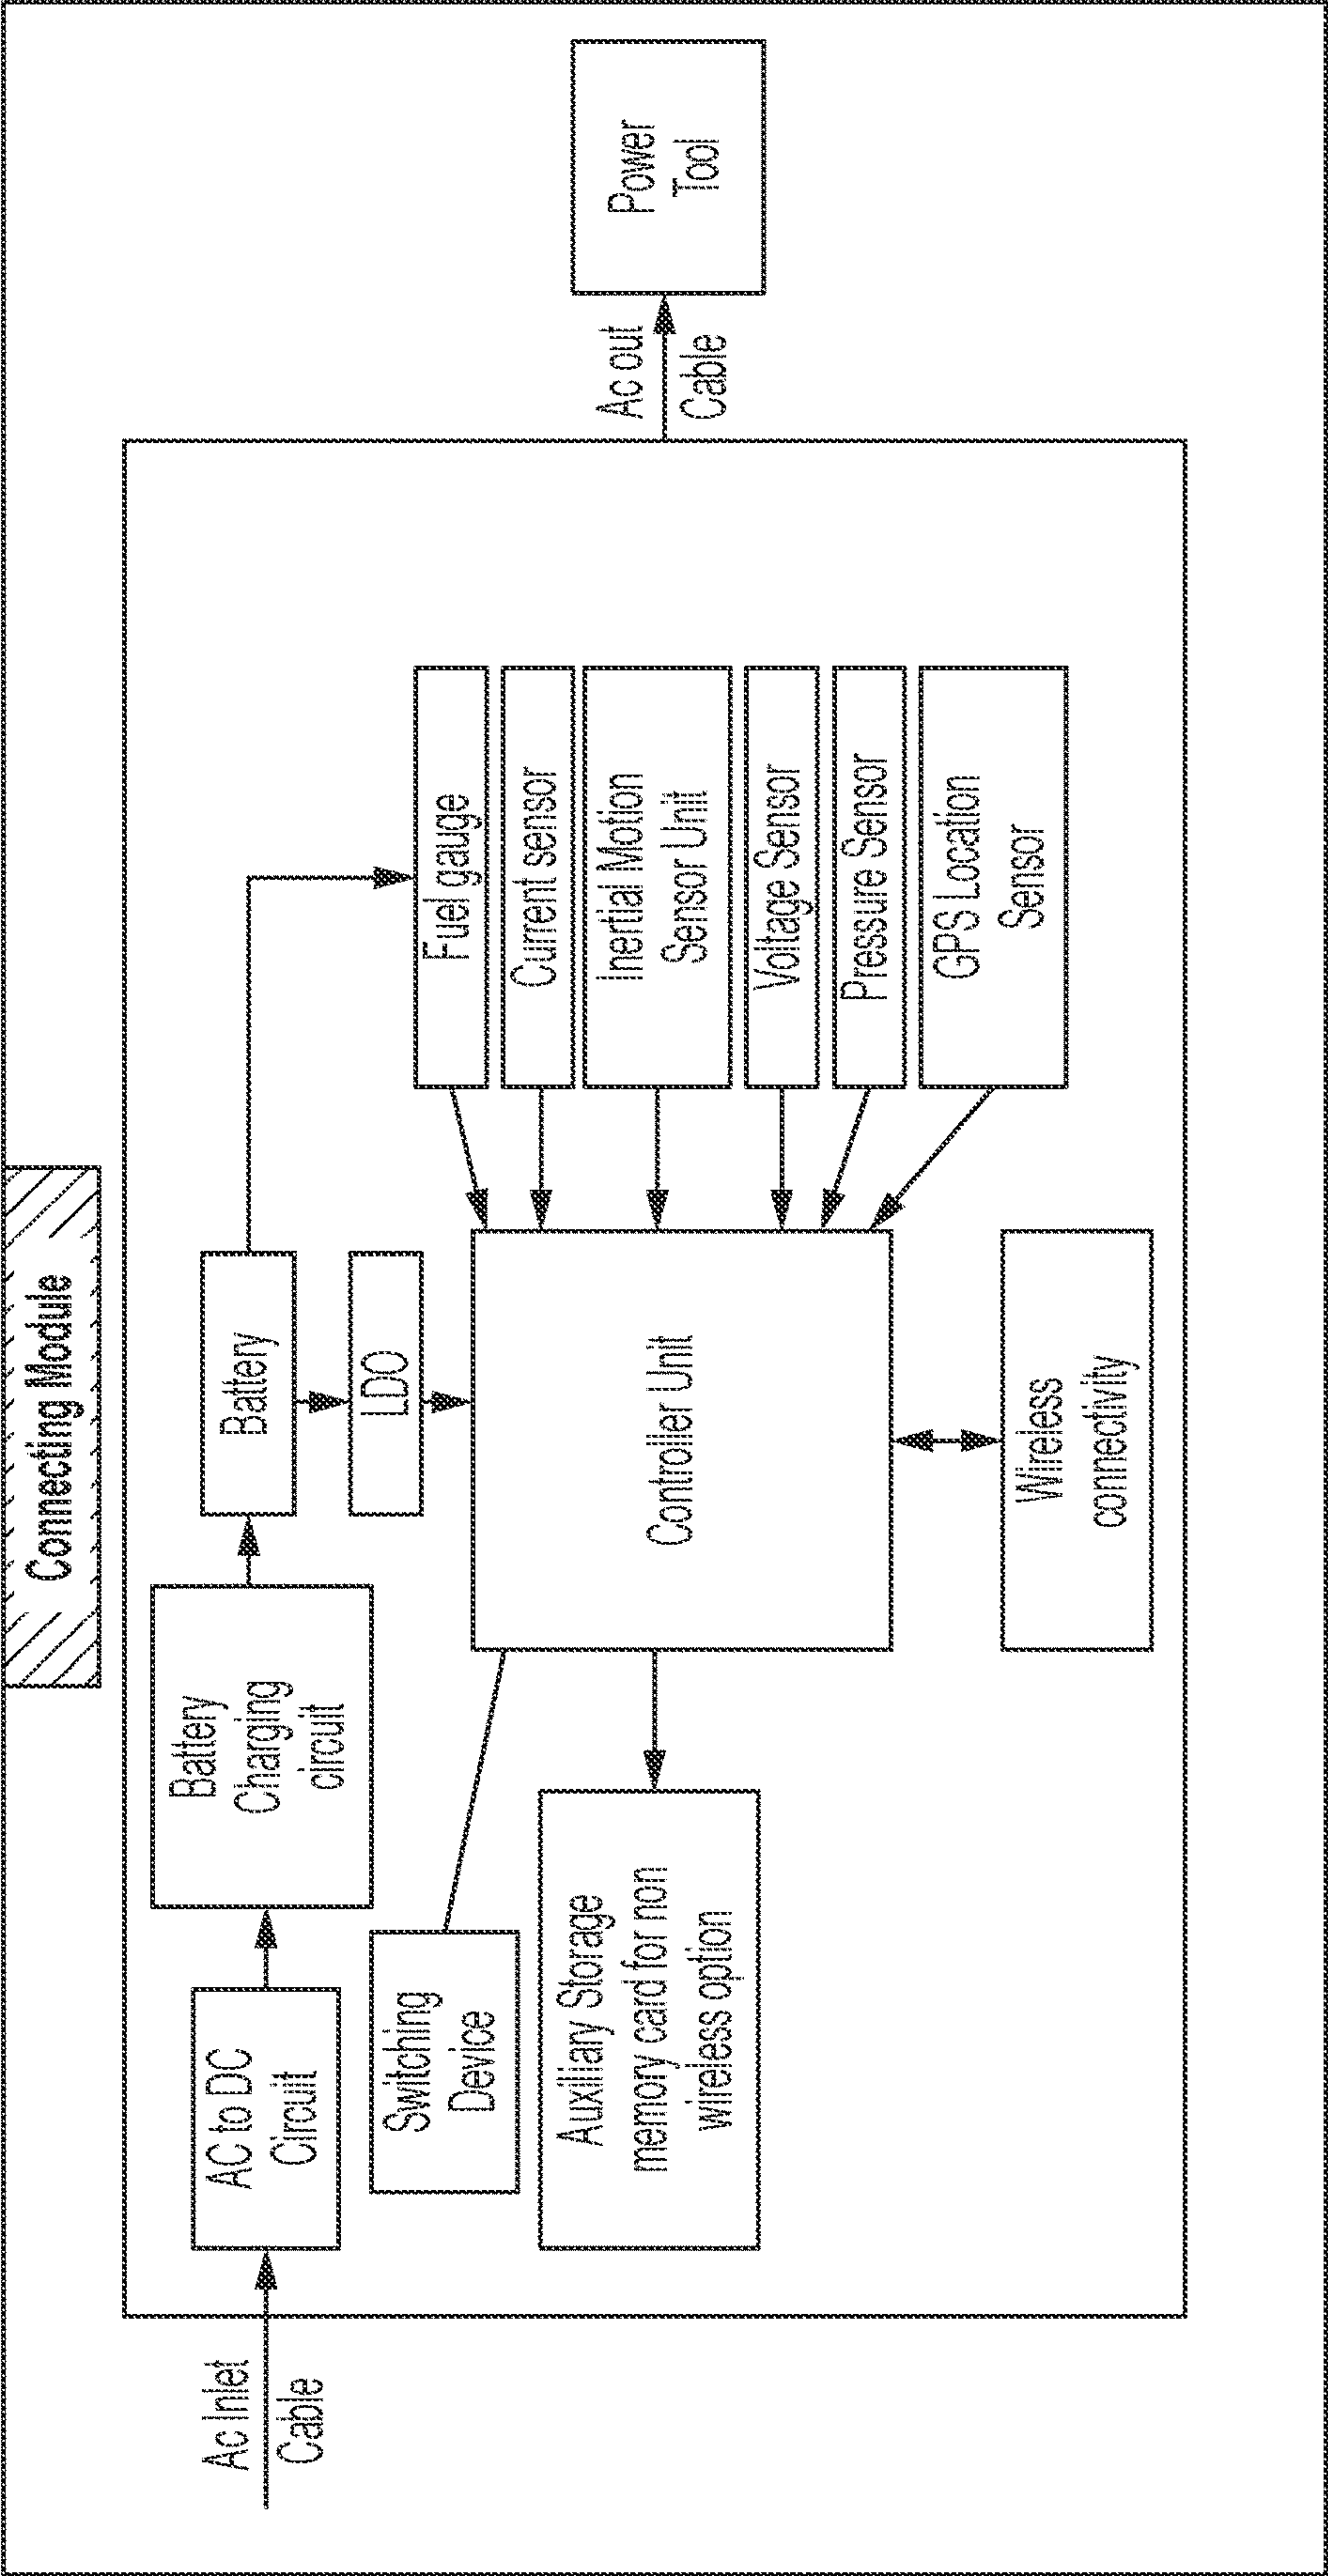 Connecting Module
Ac Inlet
Cable
AC to DC
Circuit
Battery
Charging
circuit
Battery
LDO
Switching
Device
Auxiliary Storage
memory card for non
wireless option
Controller Unit
Wireless
connectivity
Fuel gauge
Current sensor
Inertial Motion
Sensor Unit
Voltage Sensor
Pressure Sensor
GPS Location
Sensor
Ac out
Cable
Power
Tool